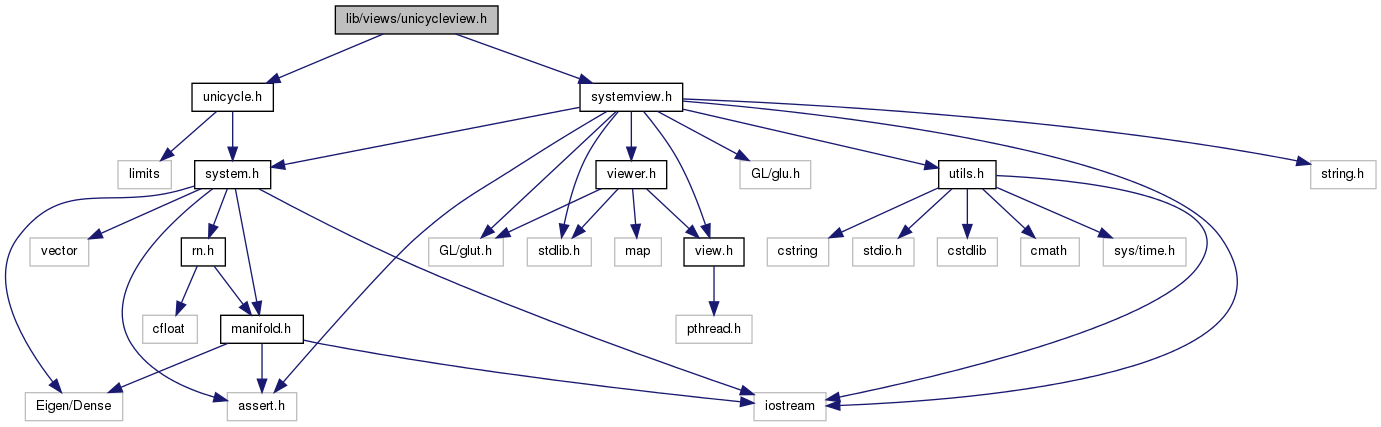 lib/views/unicycleview.h
unicycle.h
systemview.h
limits
system.h
viewer.h
GL/glu.h
utils.h
string.h
vector
rn.h
GL/glut.h
stdlib.h
map
view.h
cstring
stdio.h
cstdlib
cmath
sys/time.h
cfloat
manifold.h
pthread.h
Eigen/Dense
assert.h
iostream